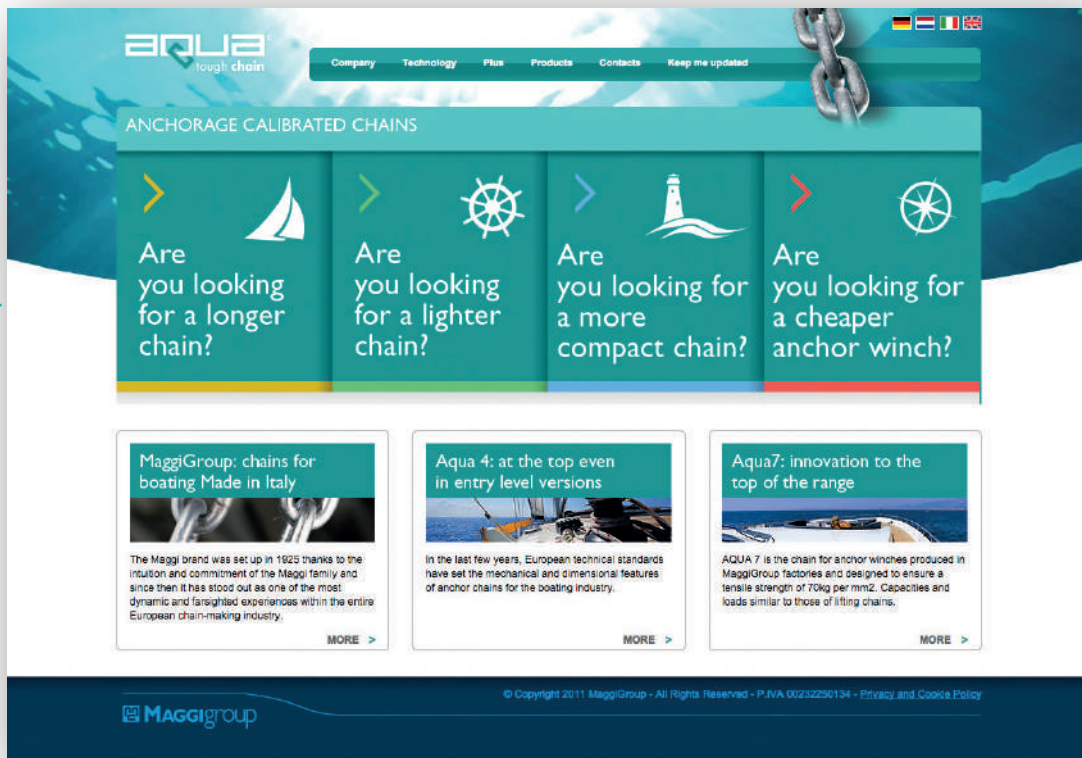 aqua
tough chain
Company Technology Plus Products Contacts Keep me updated
ANCHORAGE CALIBRATED CHAINS
Are
you looking
for a longer
chain?
Are
you looking
for a lighter
chain?
Are
you looking for
a more
compact chain?
Are
you looking for
a cheaper
anchor winch?
MaggiGroup: chains for
boating Made in Italy
The Maggi brand was set up in 1925 thanks to the
intuition and commitment of the Maggi family and
since then it has stood out as one of the most
dynamic and farsighted experiences within the entire
European chain-making industry.
MORE >
Aqua 4: at the top even
in entry level versions
In the last few years, European technical standards
have set the mechanical and dimensional features
of anchor chains for the boating industry.
MORE >
Aqua7: innovation to the
top of the range
AQUA 7 is the chain for anchor winches produced in
MaggiGroup factories and designed to ensure a
tensile strength of 70kg per mm2. Capacities and
loads similar to those of lifting chains.
MORE >
© Copyright 2011 MaggiGroup - All Rights Reserved - P.IVA 00232250134 - Privacy and Cookie Policy
MAGGIgroup